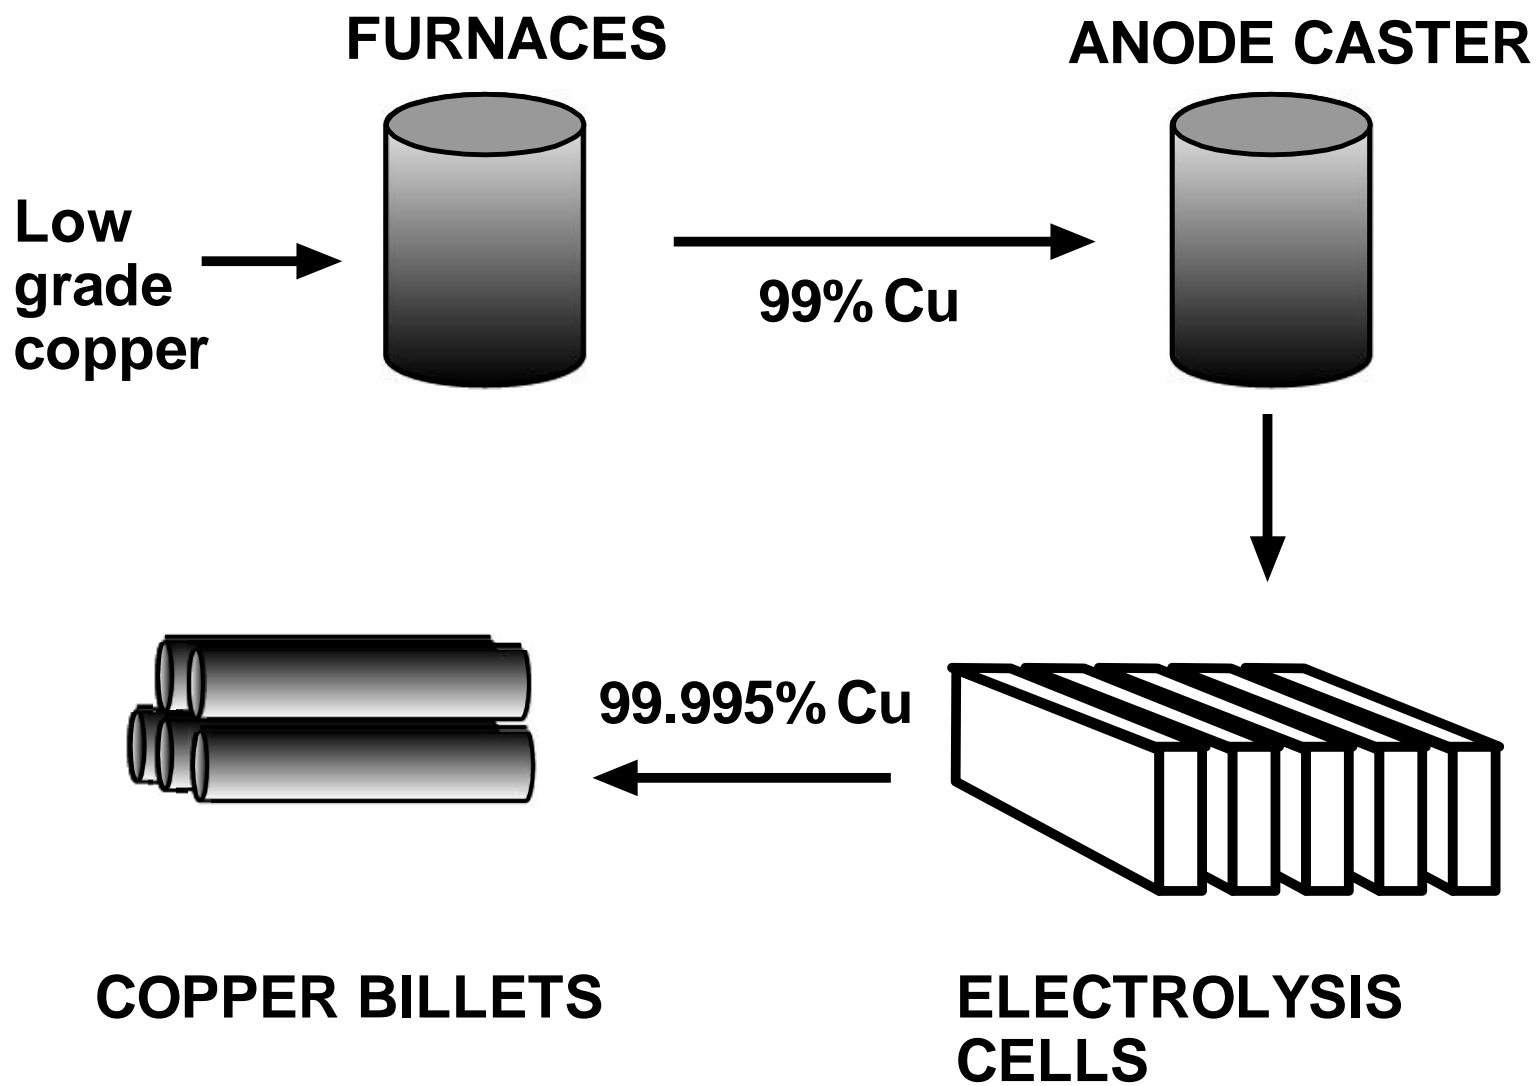 FURNACES
ANODE CASTER
Low
grade
copper
99% Cu
99.995% Cu
COPPER BILLETS
ELECTROLYSIS
CELLS